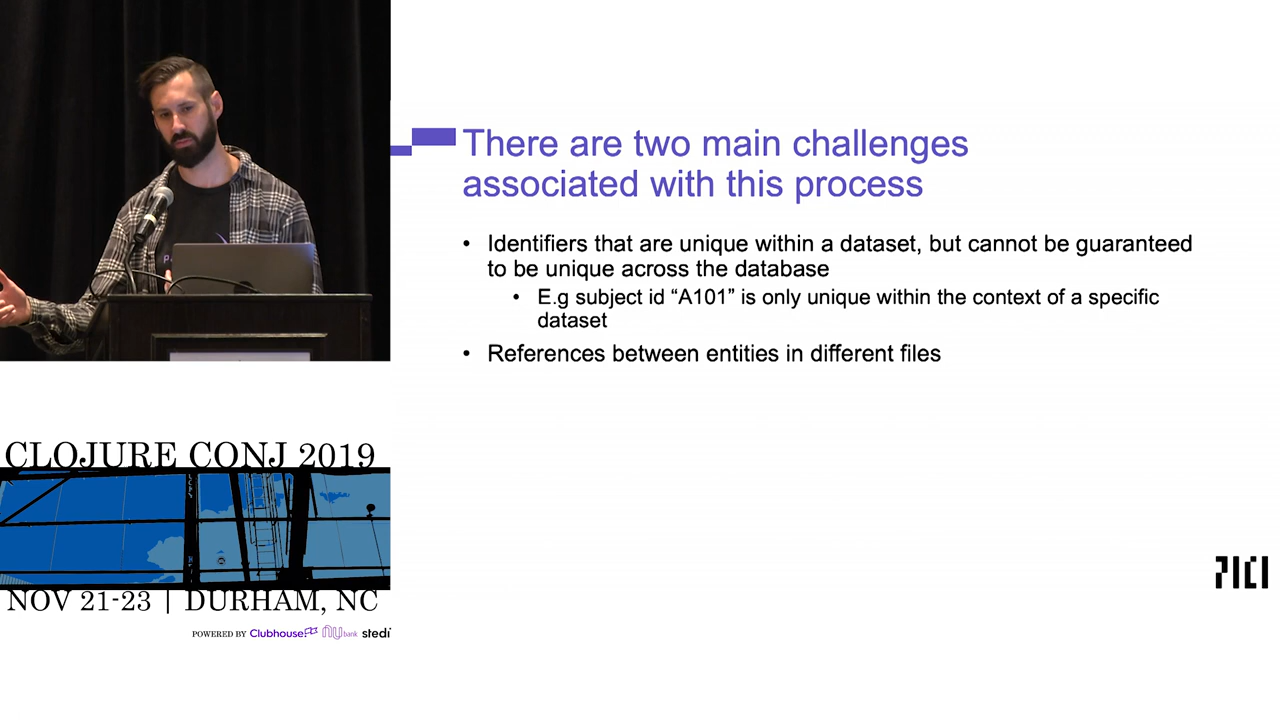 There are two main challenges
associated with this process
• Identifiers that are unique within a dataset, but cannot be guaranteed
to be unique across the database
• E.g subject id “A101” is only unique within the context of a specific
dataset
• References between entities in different files
CLOJURE CONJ 2019
NOV 21-23 | DURHAM, NC
POWERED BY Clubhouse nu bank stedi
PICI